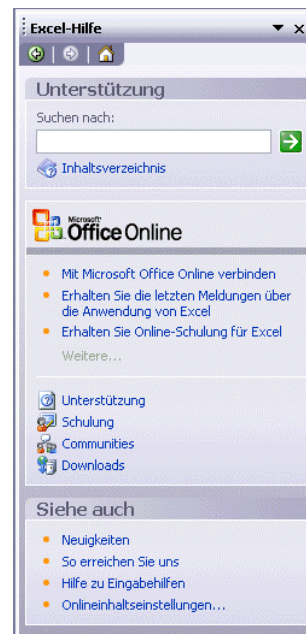 Excel-Hilfe
Unterstützung
Suchen nach:
Inhaltsverzeichnis
Microsoft
Office Online
Mit Microsoft Office Online verbinden
Erhalten Sie die letzten Meldungen über
die Anwendung von Excel
Erhalten Sie Online-Schulung für Excel
Weitere...
Unterstützung
Schulung
Communities
Downloads
Siehe auch
Neuigkeiten
So erreichen Sie uns
Hilfe zu Eingabehilfen
Onlineinhaltseinstellungen...